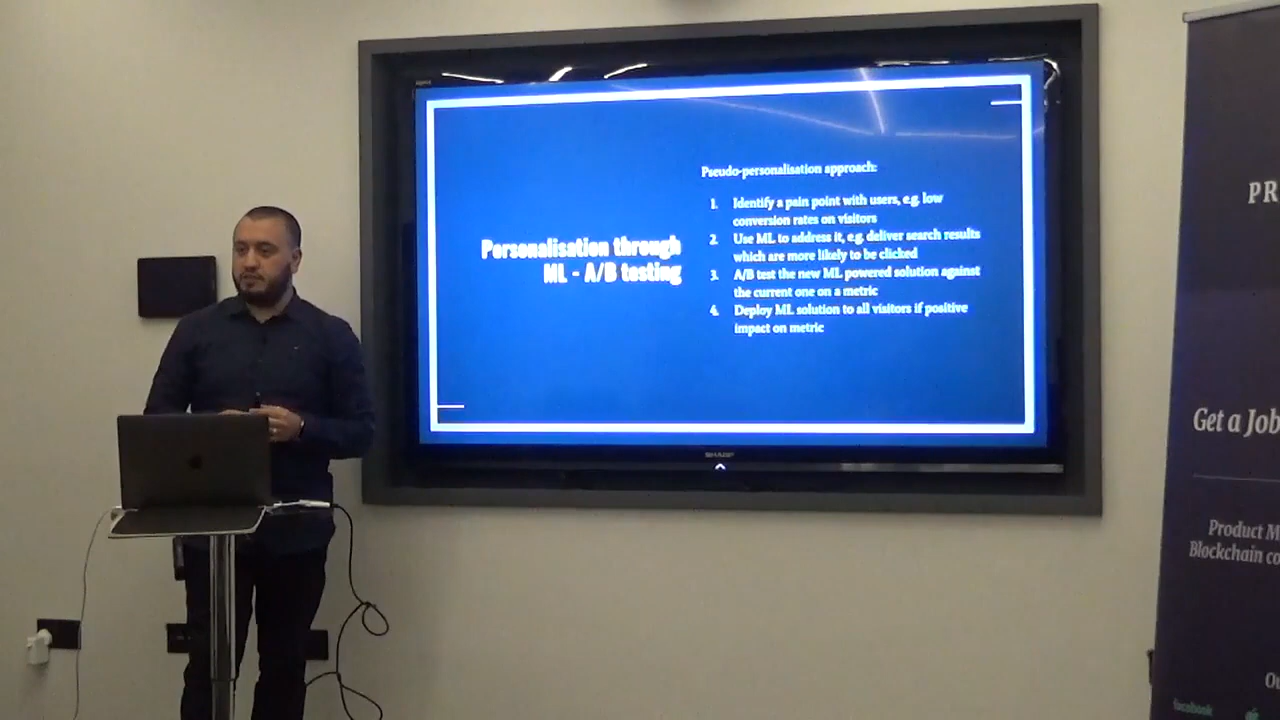 Personalisation through
ML - A/B testing
Pseudo-personalisation approach:
1. Identify a pain point with users, e.g. low
conversion rates on visitors
2. Use ML to address it, e.g. deliver search results
which are more likely to be clicked
3. A/B test the new ML powered solution against
the current one on a metric
4. Deploy ML solution to all visitors if positive
impact on metric
SHARP
PR
Get a Job
Product M
Blockchain co
Ou
facebook